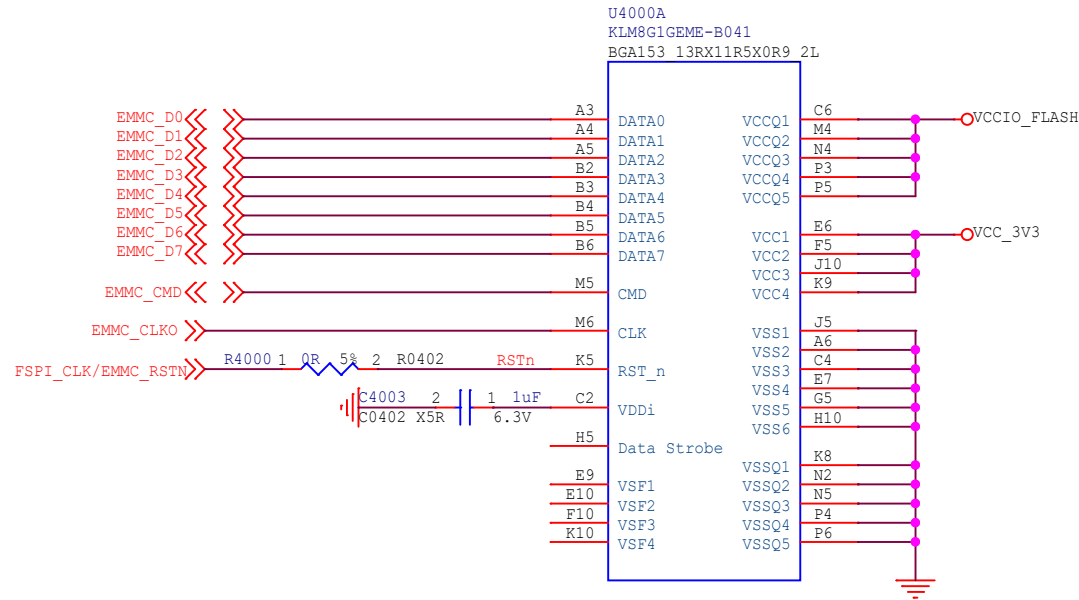 U4000A
KLM8G1GEME-B041
BGA153_13RX11R5X0R9_2L
EMMC_D0 A3 DATA0 VCCQ1 C6 VCCIO_FLASH
EMMC_D1 A4 DATA1 VCCQ2 M4
EMMC_D2 A5 DATA2 VCCQ3 N4
EMMC_D3 B2 DATA3 VCCQ4 P3
EMMC_D4 B3 DATA4 VCCQ5 P5
EMMC_D5 B4 DATA5
EMMC_D6 B5 DATA6 VCC1 E6 VCC_3V3
EMMC_D7 B6 DATA7 VCC2 F5
VCC3 J10
EMMC_CMD M5 CMD VCC4 K9
EMMC_CLKO M6 CLK VSS1 J5
VSS2 A6
FSPI_CLK/EMMC_RSTN R4000 1 0R 5% 2 R0402 RSTn K5 RST_n VSS3 C4
VSS4 E7
C4003 2 1 1uF C2 VDDi VSS5 G5
C0402 X5R 6.3V VSS6 H10
H5 Data Strobe
VSSQ1 K8
E9 VSF1 VSSQ2 N2
E10 VSF2 VSSQ3 N5
F10 VSF3 VSSQ4 P4
K10 VSF4 VSSQ5 P6